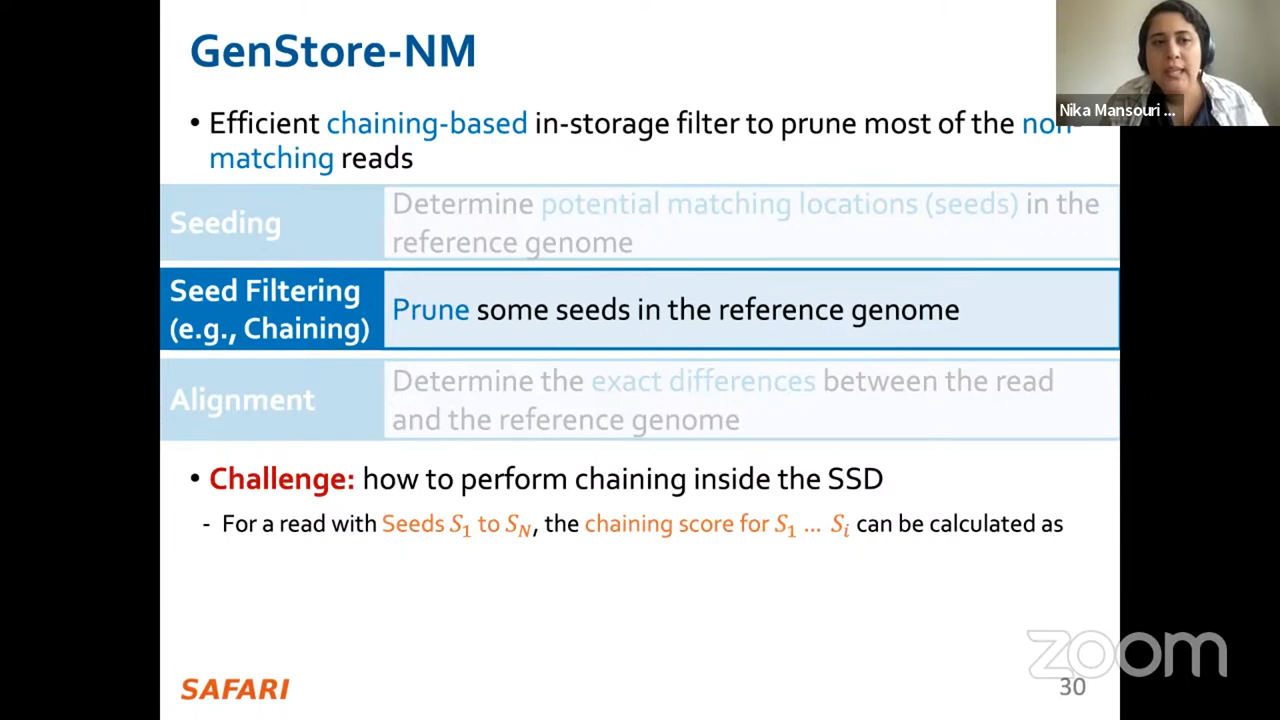 GenStore-NM
• Efficient chaining-based in-storage filter to prune most of the non-
matching reads
Nika Mansouri ...
Seeding
Determine potential matching locations (seeds) in the
reference genome
Seed Filtering
(e.g., Chaining)
Prune some seeds in the reference genome
Alignment
Determine the exact differences between the read
and the reference genome
• Challenge: how to perform chaining inside the SSD
- For a read with Seeds S₁ to S_N, the chaining score for S₁ ... S_i can be calculated as
zoom
SAFARI
30